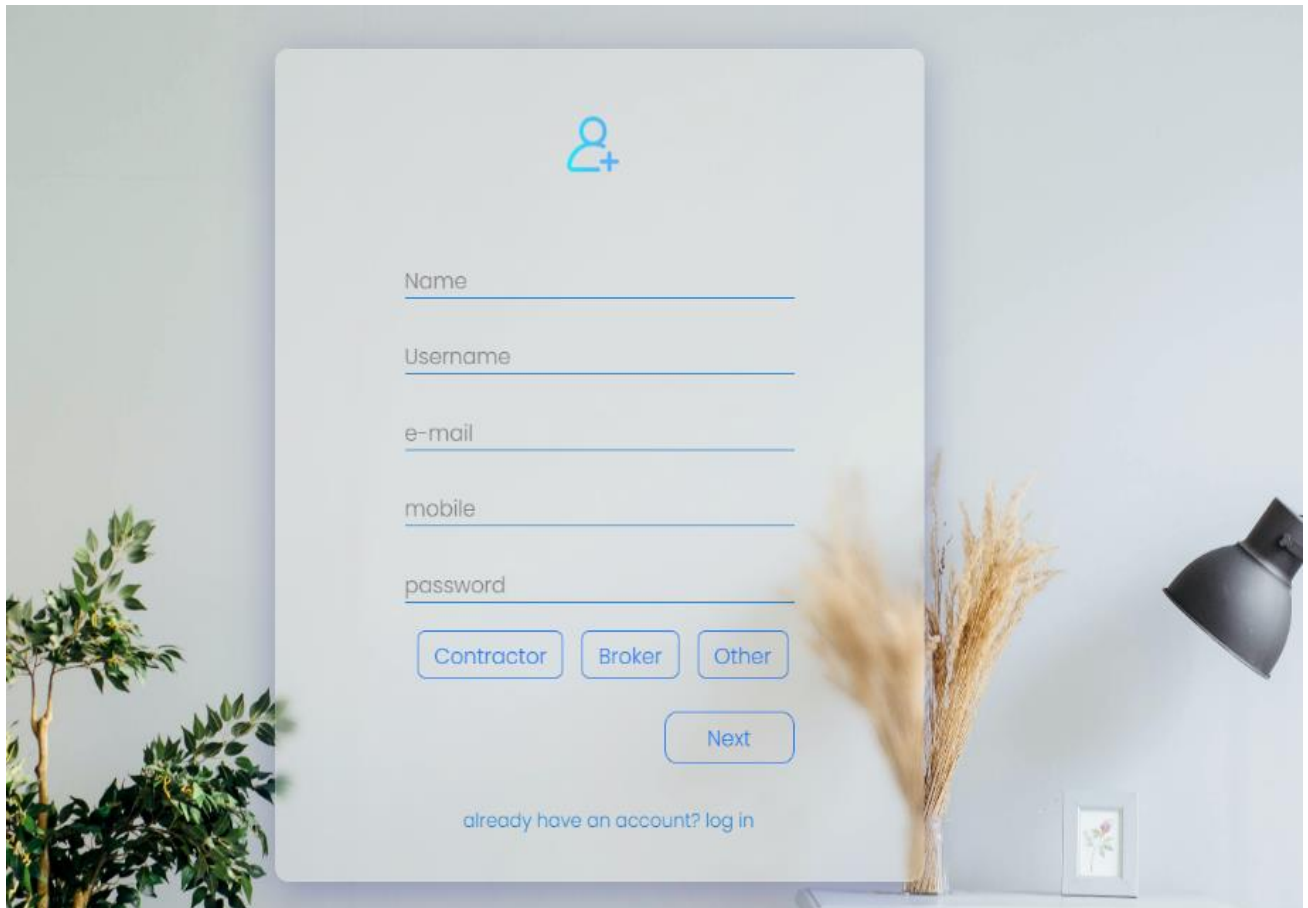 Name
Username
e-mail
mobile
password
Contractor Broker Other
Next
already have an account? log in